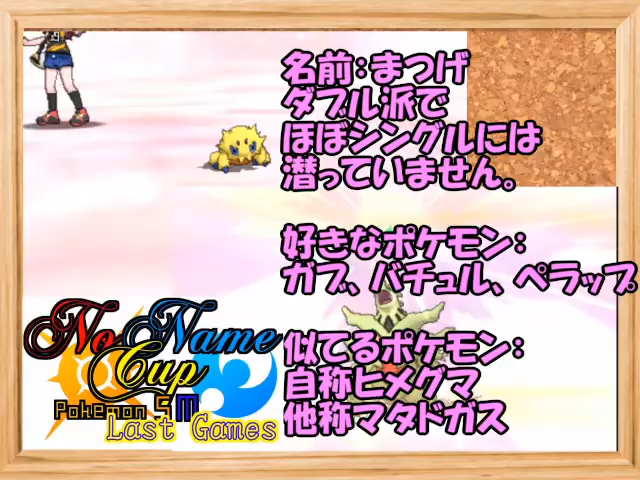 名前：まつげ
ダブル派で
ほぼシングルには
潜っていません。
好きなポケモン：
ガブ、バチュル、ペラップ
似てるポケモン：
自称ヒメグマ
他称マタドガス
No Name
Cup
Pokemon SM
Last Games